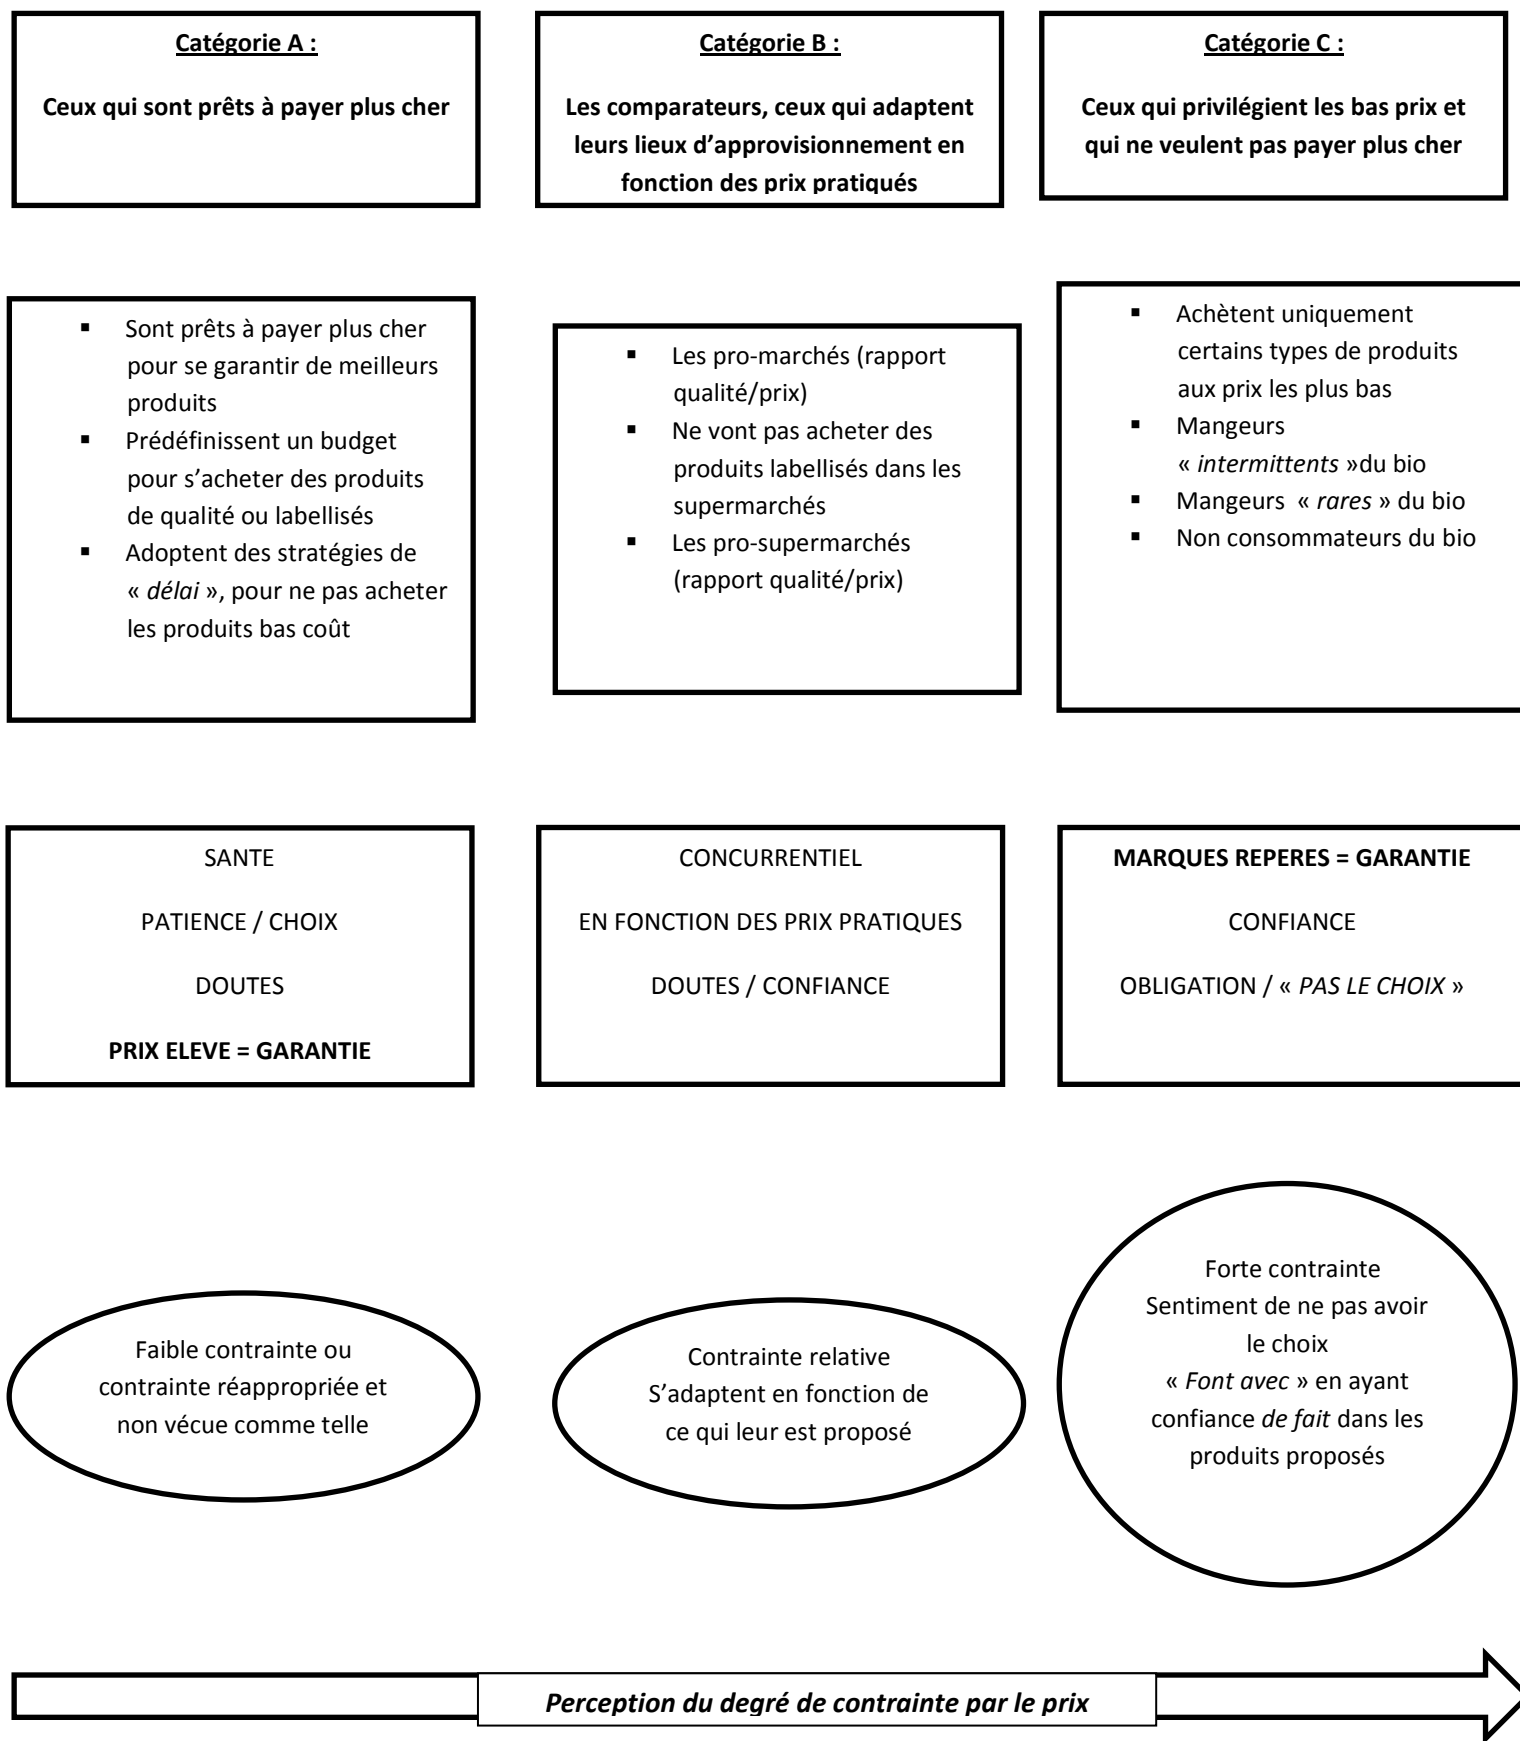 Catégorie A :
Ceux qui sont prêts à payer plus cher
Catégorie B :
Les comparateurs, ceux qui adaptent
leurs lieux d’approvisionnement en
fonction des prix pratiqués
Catégorie C :
Ceux qui privilégient les bas prix et
qui ne veulent pas payer plus cher
▪ Sont prêts à payer plus cher
pour se garantir de meilleurs
produits
▪ Prédéfinissent un budget
pour s’acheter des produits
de qualité ou labellisés
▪ Adoptent des stratégies de
« délai », pour ne pas acheter
les produits bas coût
▪ Les pro-marchés (rapport
qualité/prix)
▪ Ne vont pas acheter des
produits labellisés dans les
supermarchés
▪ Les pro-supermarchés
(rapport qualité/prix)
▪ Achètent uniquement
certains types de produits
aux prix les plus bas
▪ Mangeurs
« intermittents »du bio
▪ Mangeurs « rares » du bio
▪ Non consommateurs du bio
SANTE
PATIENCE / CHOIX
DOUTES
PRIX ELEVE = GARANTIE
CONCURRENTIEL
EN FONCTION DES PRIX PRATIQUES
DOUTES / CONFIANCE
MARQUES REPERES = GARANTIE
CONFIANCE
OBLIGATION / « PAS LE CHOIX »
Faible contrainte ou
contrainte réappropriée et
non vécue comme telle
Contrainte relative
S’adaptent en fonction de
ce qui leur est proposé
Forte contrainte
Sentiment de ne pas avoir
le choix
« Font avec » en ayant
confiance de fait dans les
produits proposés
Perception du degré de contrainte par le prix